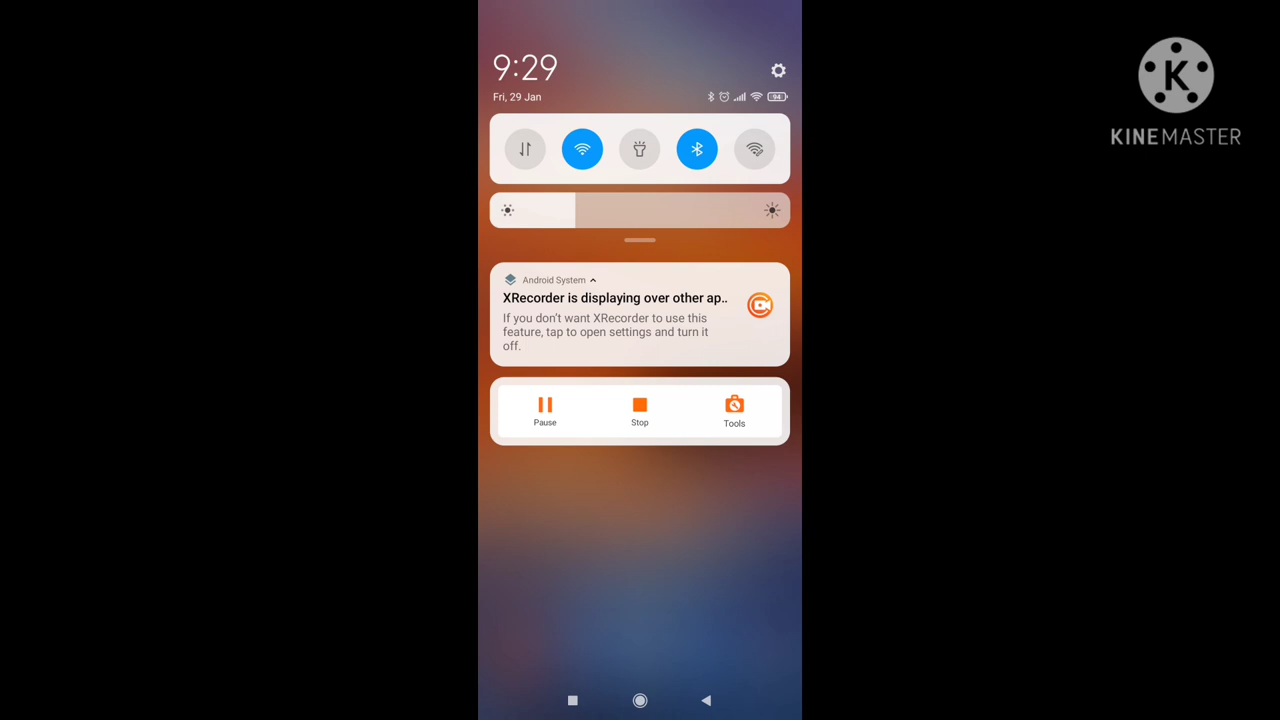 9:29
Fri, 29 Jan
94
Android System
XRecorder is displaying over other ap..
If you don't want XRecorder to use this
feature, tap to open settings and turn it
off.
Pause
Stop
Tools
K
KINEMASTER